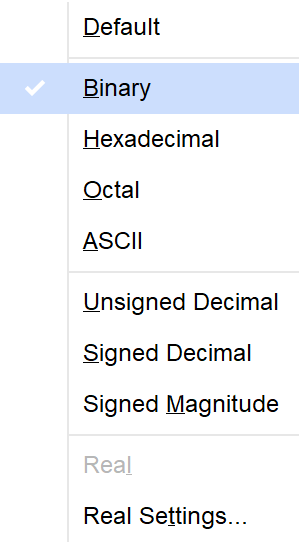 Default
Binary
Hexadecimal
Octal
ASCII
Unsigned Decimal
Signed Decimal
Signed Magnitude
Real
Real Settings...